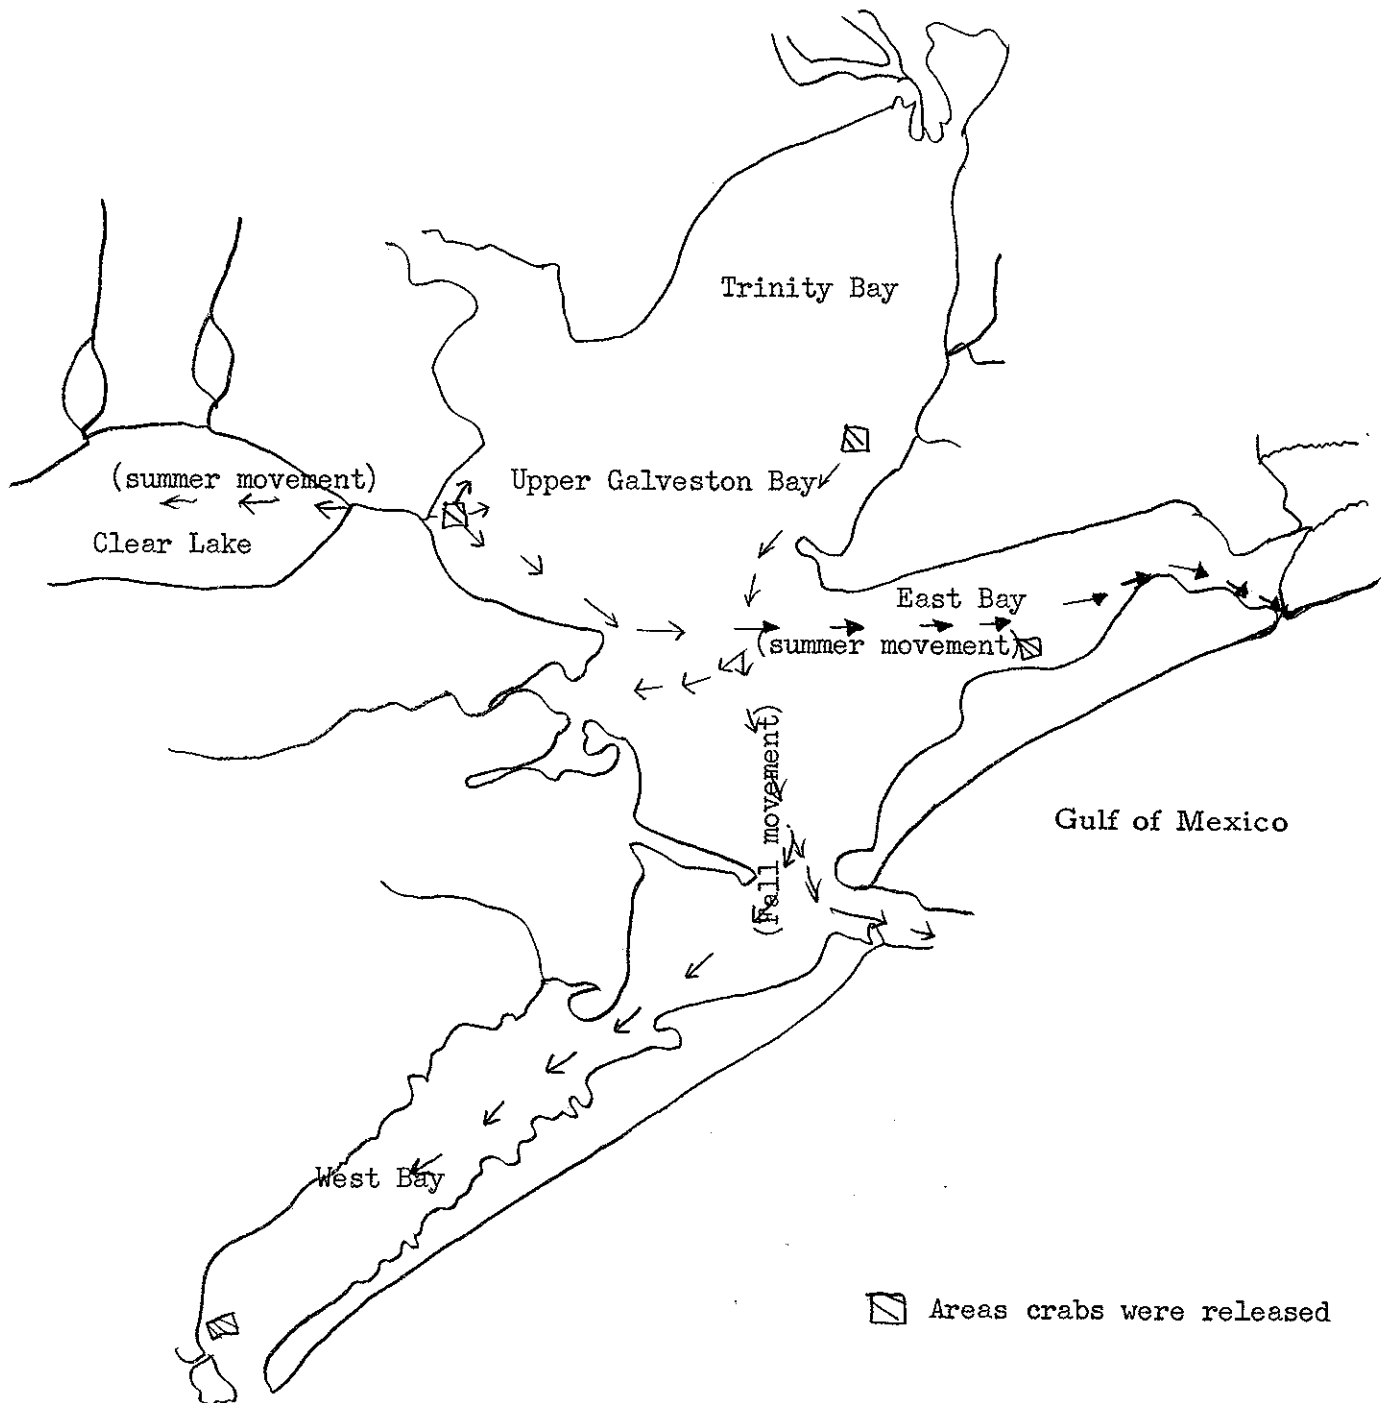 Trinity Bay
(summer movement)
Upper Galveston Bay
Clear Lake
East Bay
(summer movement)
(Fall movement)
Gulf of Mexico
West Bay
Areas crabs were released